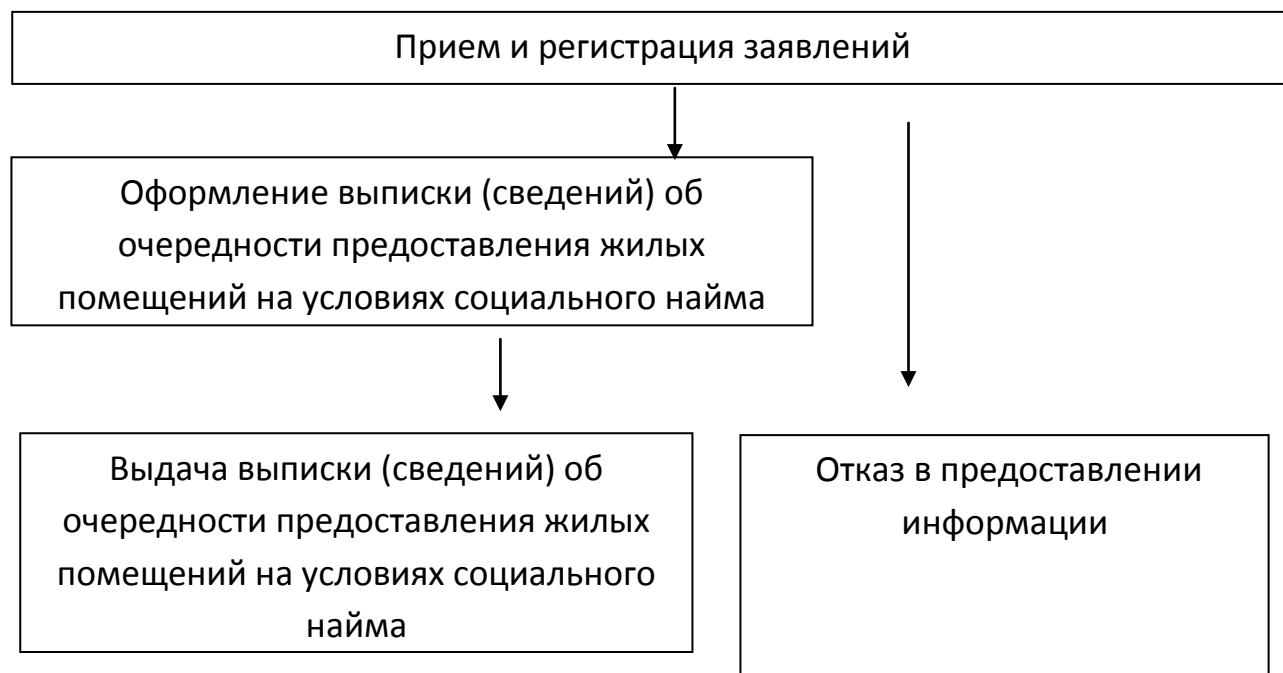 Прием и регистрация заявлений
Оформление выписки (сведений) об
очередности предоставления жилых
помещений на условиях социального найма
Выдача выписки (сведений) об
очередности предоставления жилых
помещений на условиях социального
найма
Отказ в предоставлении
информации